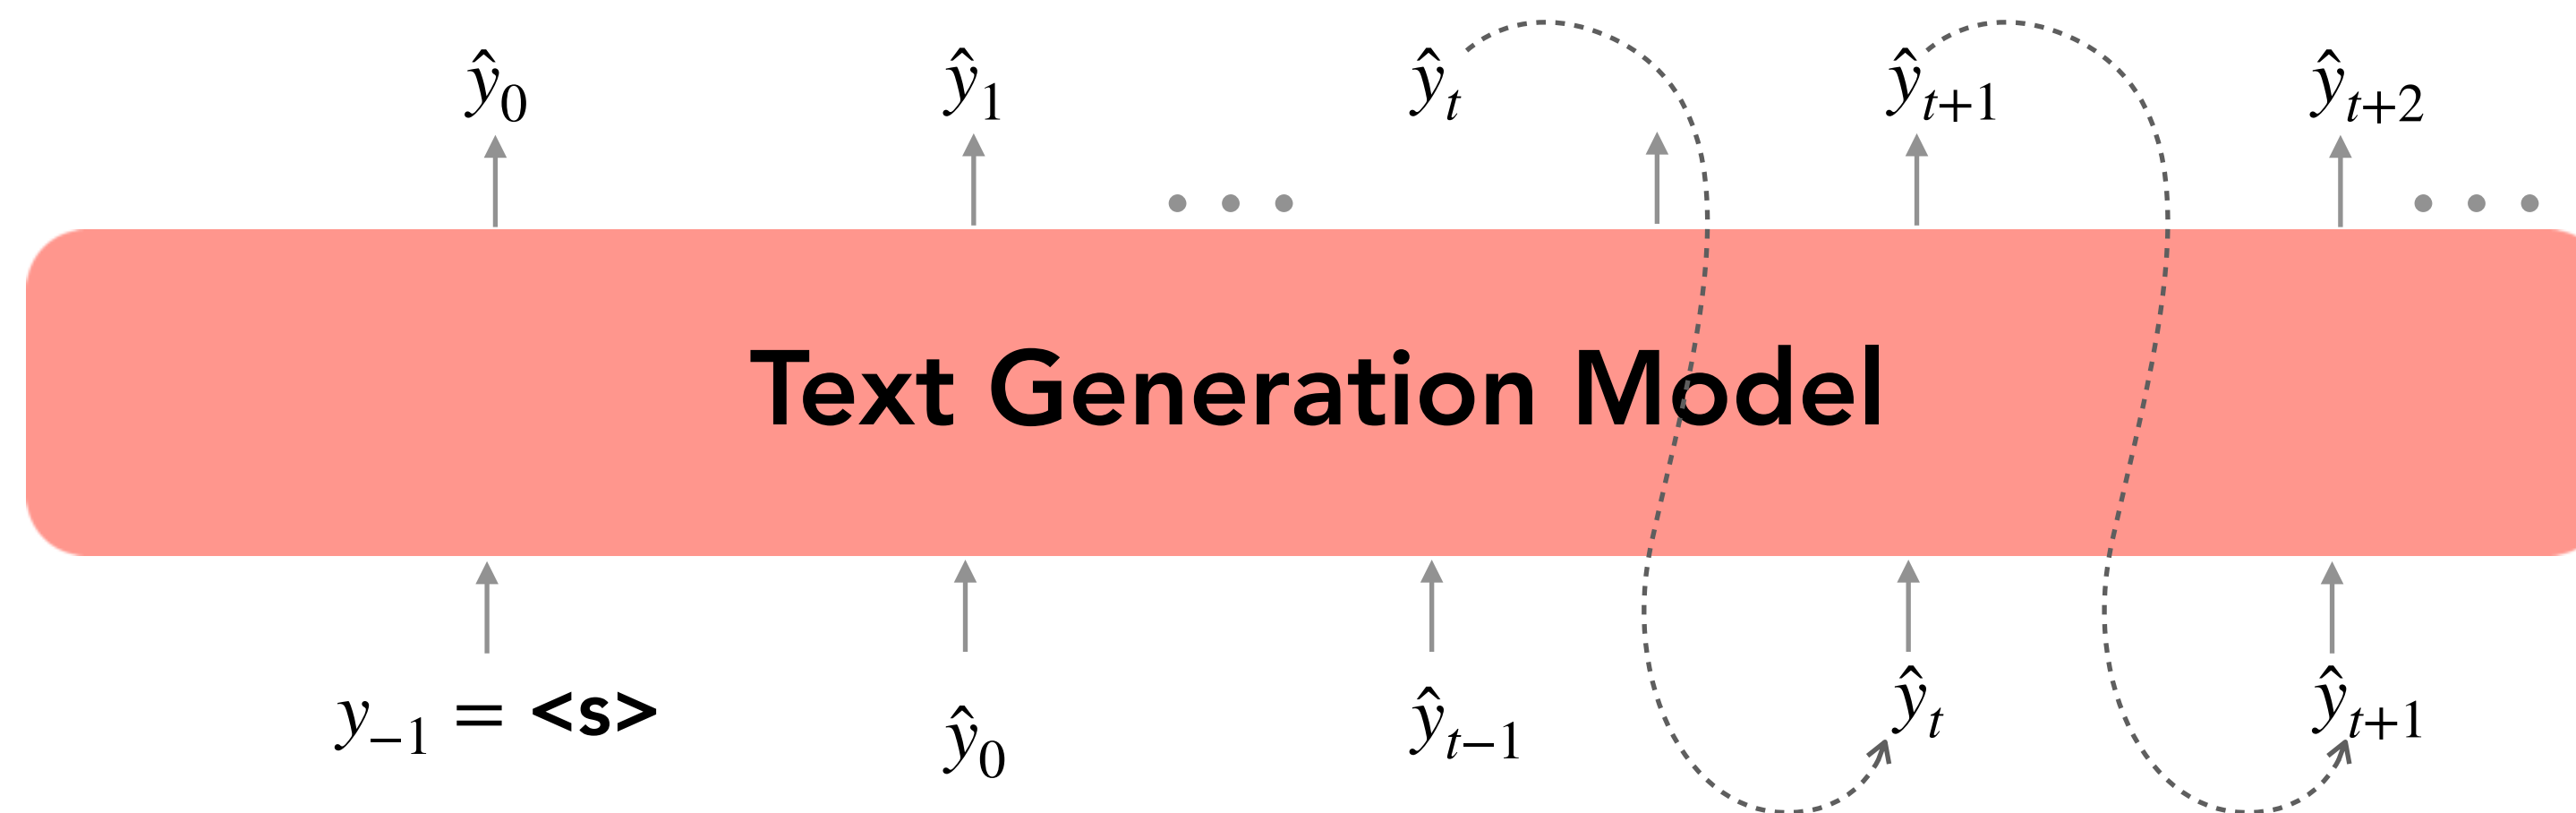 ŷ₀ ŷ₁ ŷₜ ŷₜ₊₁ ŷₜ₊₂
Text Generation Model
y₋₁ = <s> ŷ₀ ŷₜ₋₁ ŷₜ ŷₜ₊₁